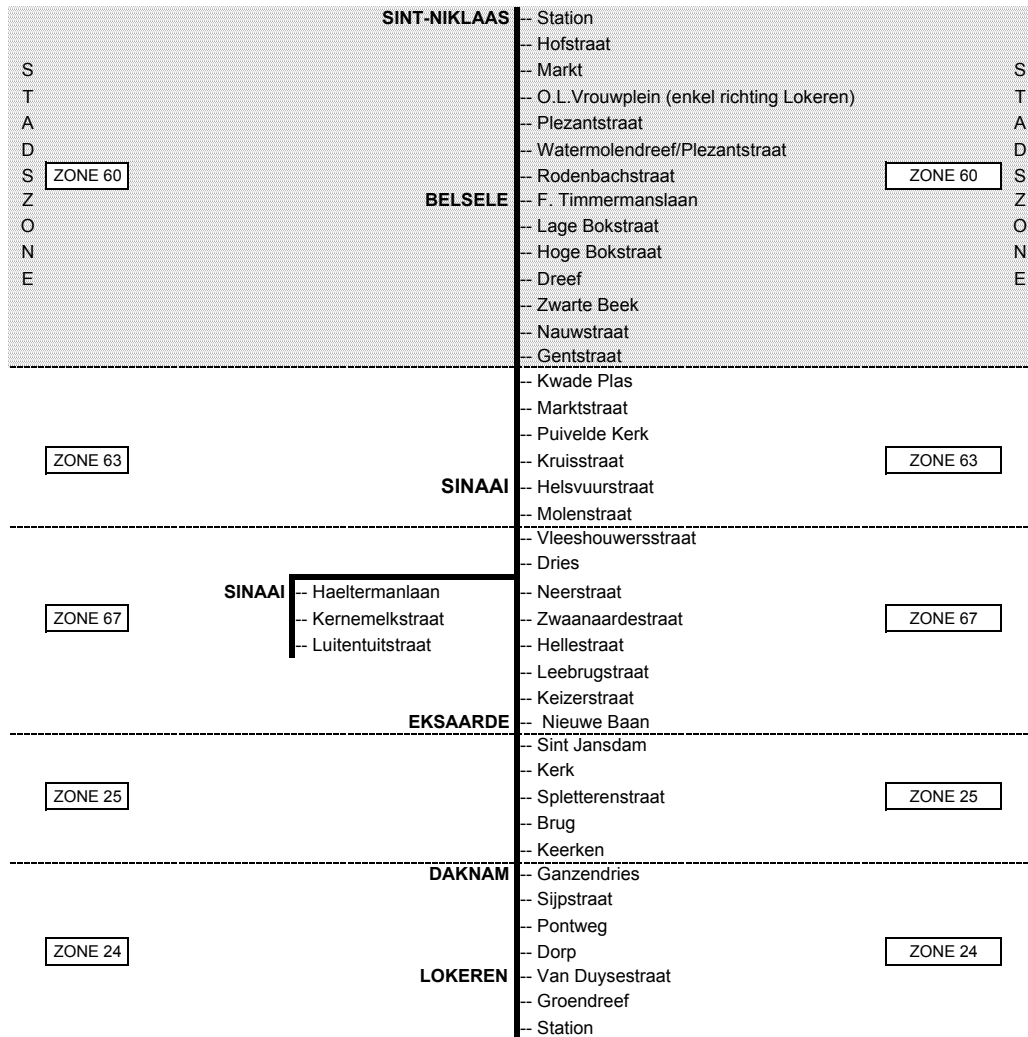 SINT-NIKLAAS -- Station
-- Hofstraat
S -- Markt S
T -- O.L.Vrouwplein (enkel richting Lokeren) T
A -- Plezantstraat A
D -- Watermolendreef/Plezantstraat D
S ZONE 60 -- Rodenbachstraat ZONE 60 S
Z BELSELE -- F. Timmermanslaan Z
O -- Lage Bokstraat O
N -- Hoge Bokstraat N
E -- Dreef E
-- Zwarte Beek
-- Nauwstraat
-- Gentstraat
-- Kwade Plas
-- Marktstraat
-- Puivelde Kerk
ZONE 63 -- Kruisstraat ZONE 63
SINAAI -- Helsvuurstraat
-- Molenstraat
-- Vleeshouwersstraat
-- Dries
SINAAI -- Haeltermanlaan -- Neerstraat
ZONE 67 -- Kernemelkstraat -- Zwaanaardestraat ZONE 67
-- Luitentuitstraat -- Hellestraat
-- Leebrugstraat
-- Keizerstraat
EKSAARDE -- Nieuwe Baan
-- Sint Jansdam
-- Kerk
ZONE 25 -- Spletterenstraat ZONE 25
-- Brug
-- Keerken
DAKNAM -- Ganzendries
-- Sijpstraat
-- Pontweg
ZONE 24 -- Dorp ZONE 24
LOKEREN -- Van Duysestraat
-- Groendreef
-- Station